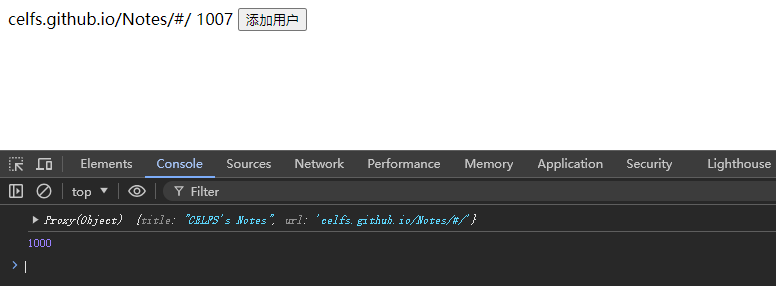 celfs.github.io/Notes/#/ 1007 添加用户
Elements Console Sources Network Performance Memory Application Security Lighthouse
top Filter
Proxy(Object) {title: "CELFS's Notes", url: 'celfs.github.io/Notes/#/'}
1000